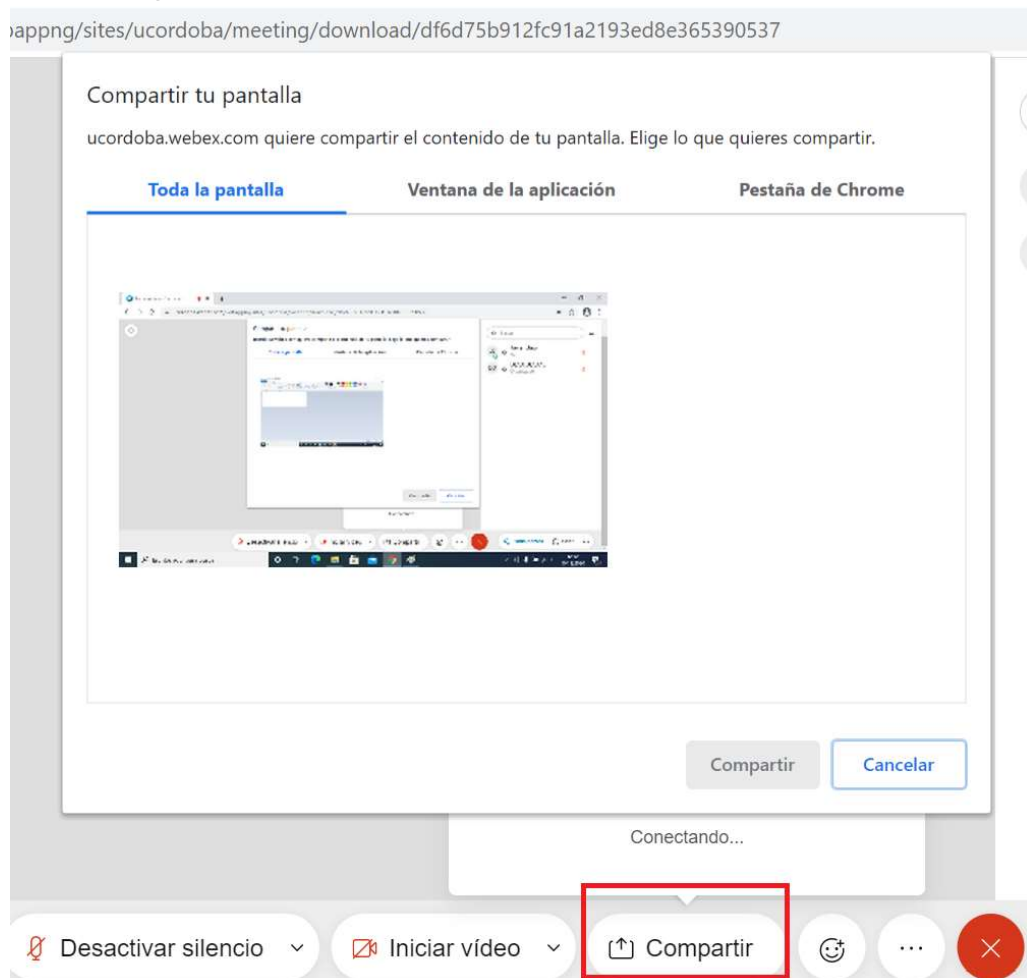 appng/sites/ucordoba/meeting/download/df6d75b912fc91a2193ed8e365390537
Compartir tu pantalla
ucordoba.webex.com quiere compartir el contenido de tu pantalla. Elige lo que quieres compartir.
Toda la pantalla Ventana de la aplicación Pestaña de Chrome
Compartir Cancelar
Conectando...
Desactivar silencio Iniciar vídeo Compartir ...